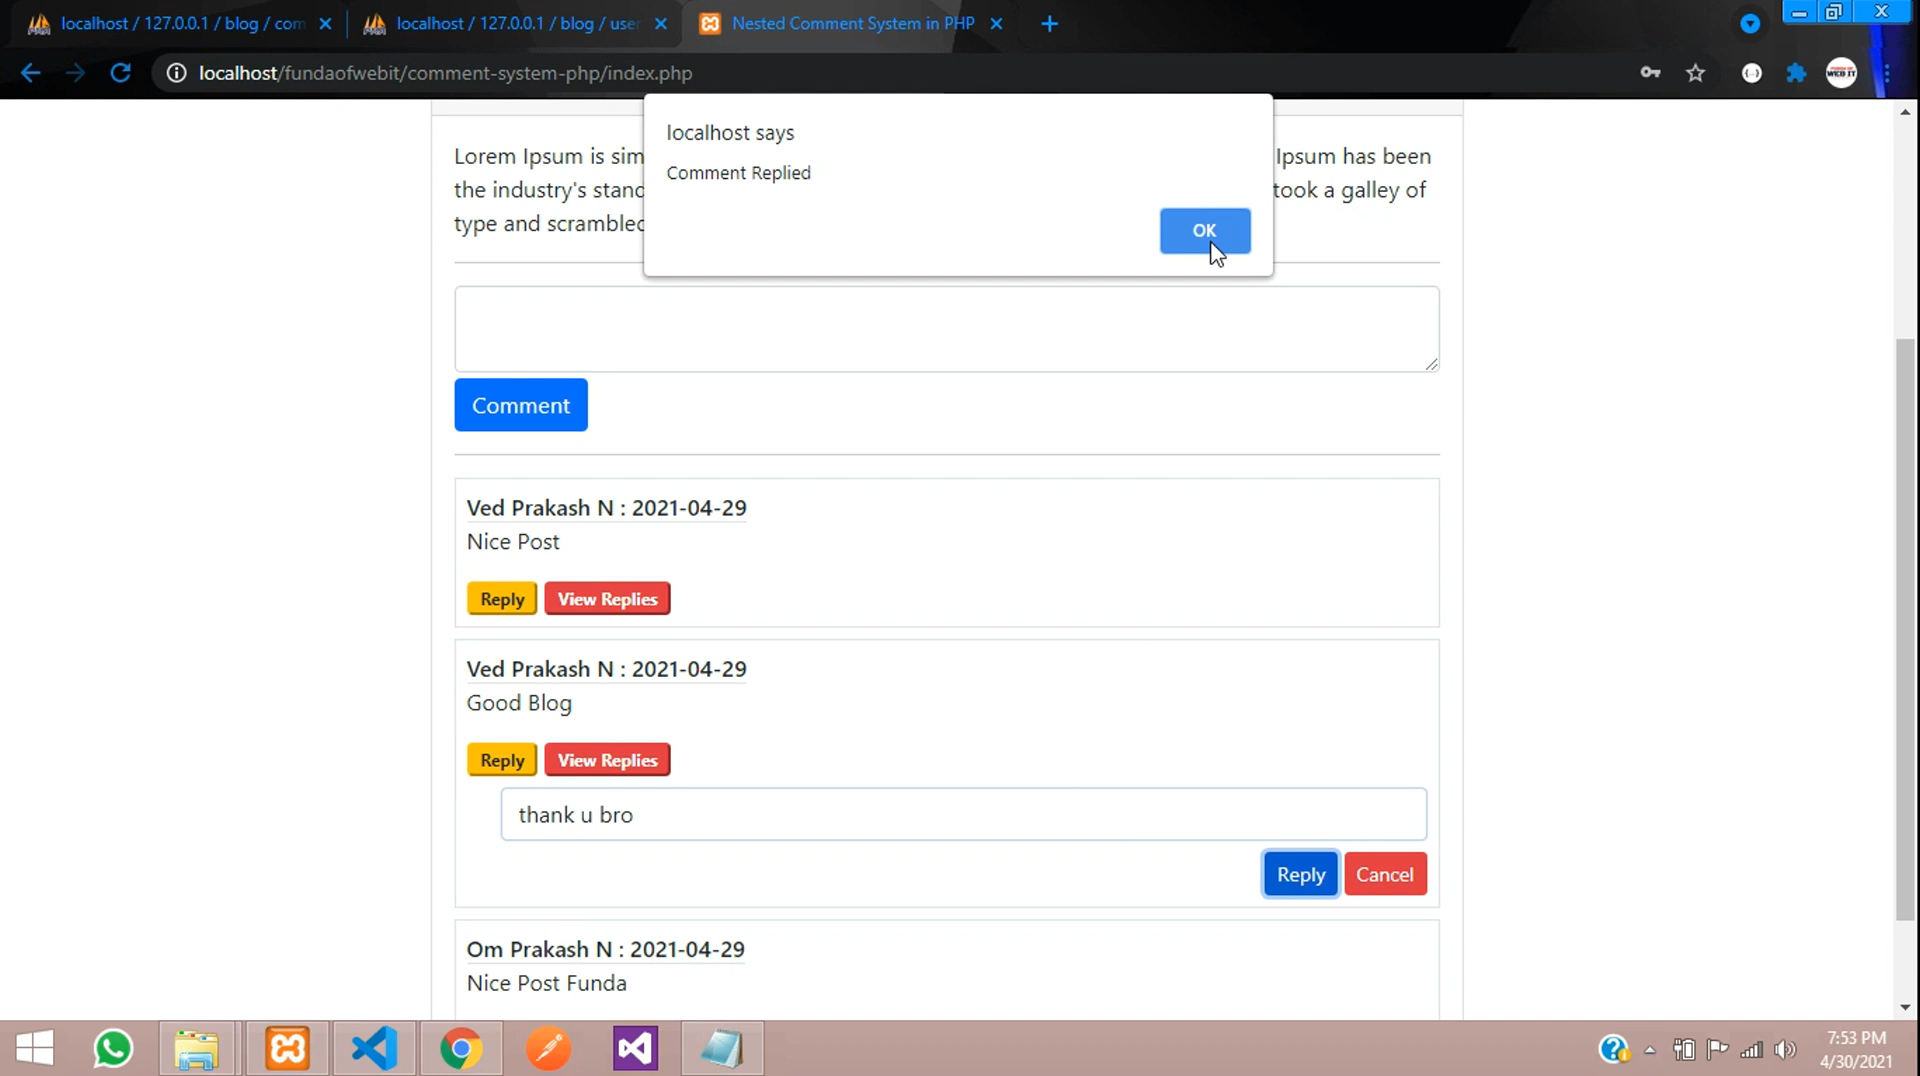 localhost / 127.0.0.1 / blog / com
localhost / 127.0.0.1 / blog / user
Nested Comment System in PHP
localhost/fundaofwebit/comment-system-php/index.php
WEB IT
localhost says
Comment Replied
OK
Lorem Ipsum is sim
Ipsum has been
the industry's stand
took a galley of
type and scrambled
Comment
Ved Prakash N : 2021-04-29
Nice Post
Reply View Replies
Ved Prakash N : 2021-04-29
Good Blog
Reply View Replies
thank u bro
Reply Cancel
Om Prakash N : 2021-04-29
Nice Post Funda
7:53 PM
4/30/2021